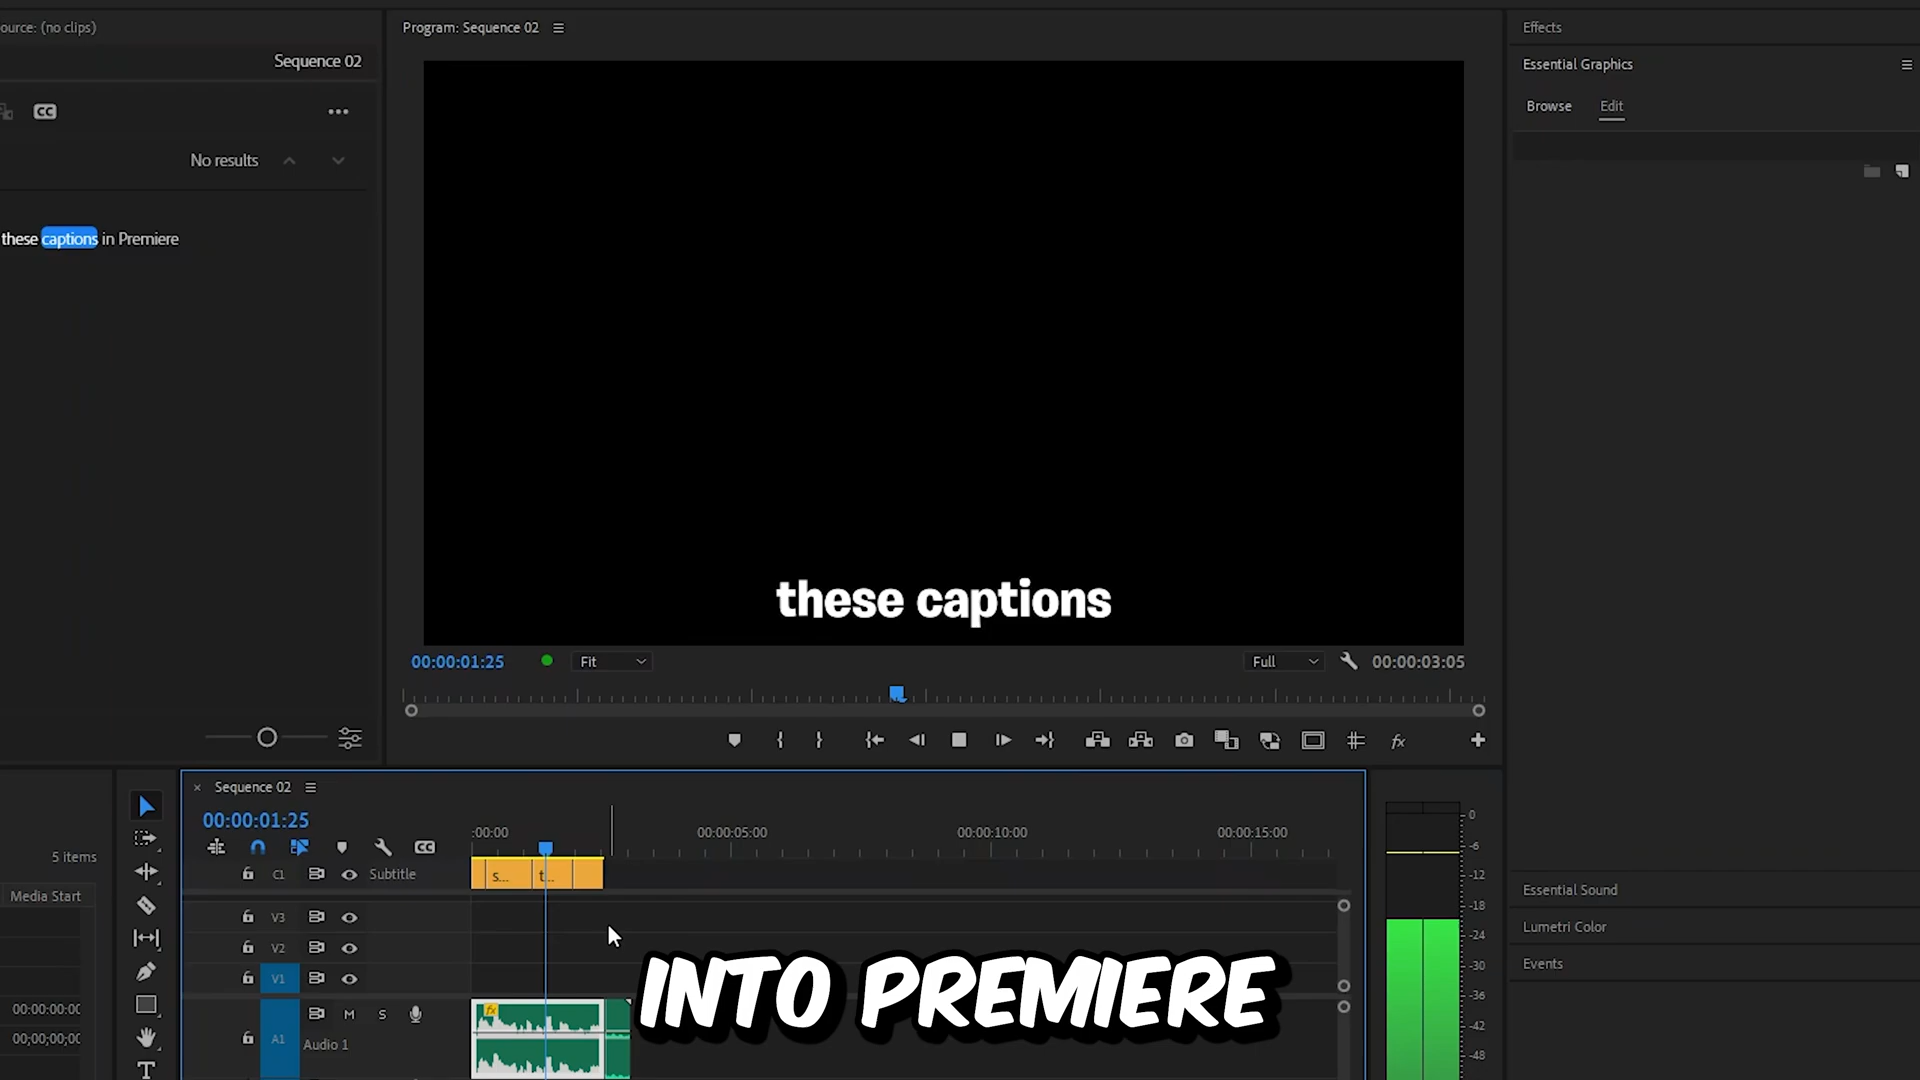 ource: (no clips)
Program: Sequence 02
Effects
Sequence 02
Essential Graphics
Browse
Edit
CC
No results
these captions in Premiere
these captions
00:00:01:25
Fit
Full
00:00:03:05
fx
Sequence 02
00:00:01:25
CC
:00:00
00:00:05:00
00:00:10:00
00:00:15:00
5 items
Media Start
C1
Subtitle
s...
t...
V3
V2
V1
00:00:00:00
00;00;00;00
M
S
A1
Audio 1
fx
INTO PREMIERE
T
0
-6
-12
-18
-24
-30
-36
-42
-48
Essential Sound
Lumetri Color
Events